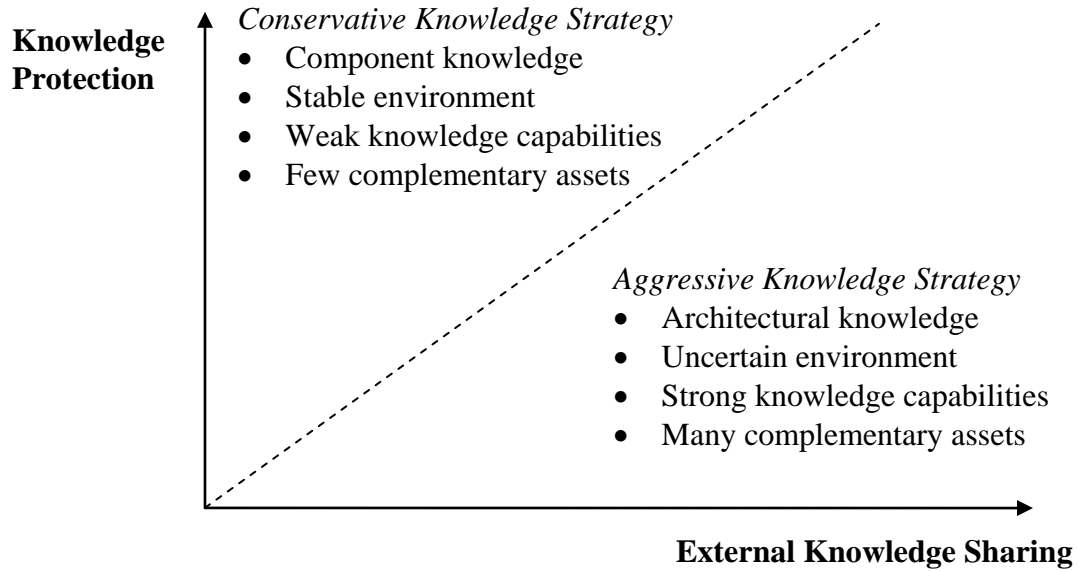 Knowledge
Protection
Conservative Knowledge Strategy
• Component knowledge
• Stable environment
• Weak knowledge capabilities
• Few complementary assets
Aggressive Knowledge Strategy
• Architectural knowledge
• Uncertain environment
• Strong knowledge capabilities
• Many complementary assets
External Knowledge Sharing